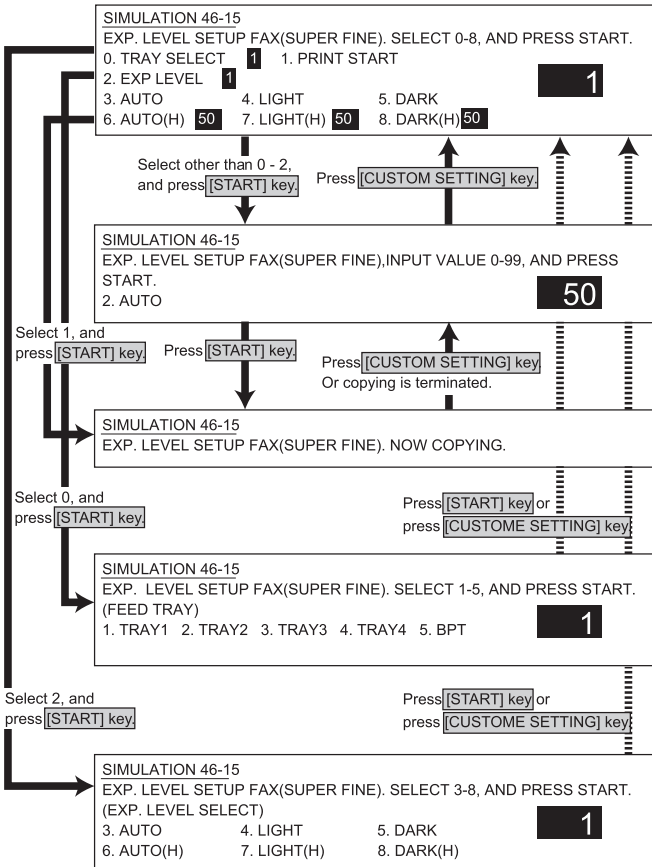 SIMULATION 46-15
EXP. LEVEL SETUP FAX(SUPER FINE). SELECT 0-8, AND PRESS START.
0. TRAY SELECT 1 1. PRINT START
2. EXP LEVEL 1
1
3. AUTO 4. LIGHT 5. DARK
6. AUTO(H) 50 7. LIGHT(H) 50 8. DARK(H) 50
Select other than 0 - 2,
and press [START] key.
Press [CUSTOM SETTING] key.
SIMULATION 46-15
EXP. LEVEL SETUP FAX(SUPER FINE),INPUT VALUE 0-99, AND PRESS
START.
2. AUTO
50
Select 1, and
press [START] key.
Press [START] key.
Press [CUSTOM SETTING] key.
Or copying is terminated.
SIMULATION 46-15
EXP. LEVEL SETUP FAX(SUPER FINE). NOW COPYING.
Select 0, and
press [START] key.
Press [START] key or
press [CUSTOME SETTING] key
SIMULATION 46-15
EXP. LEVEL SETUP FAX(SUPER FINE). SELECT 1-5, AND PRESS START.
(FEED TRAY)
1. TRAY1 2. TRAY2 3. TRAY3 4. TRAY4 5. BPT
1
Select 2, and
press [START] key.
Press [START] key or
press [CUSTOME SETTING] key
SIMULATION 46-15
EXP. LEVEL SETUP FAX(SUPER FINE). SELECT 3-8, AND PRESS START.
(EXP. LEVEL SELECT)
3. AUTO 4. LIGHT 5. DARK
1
6. AUTO(H) 7. LIGHT(H) 8. DARK(H)